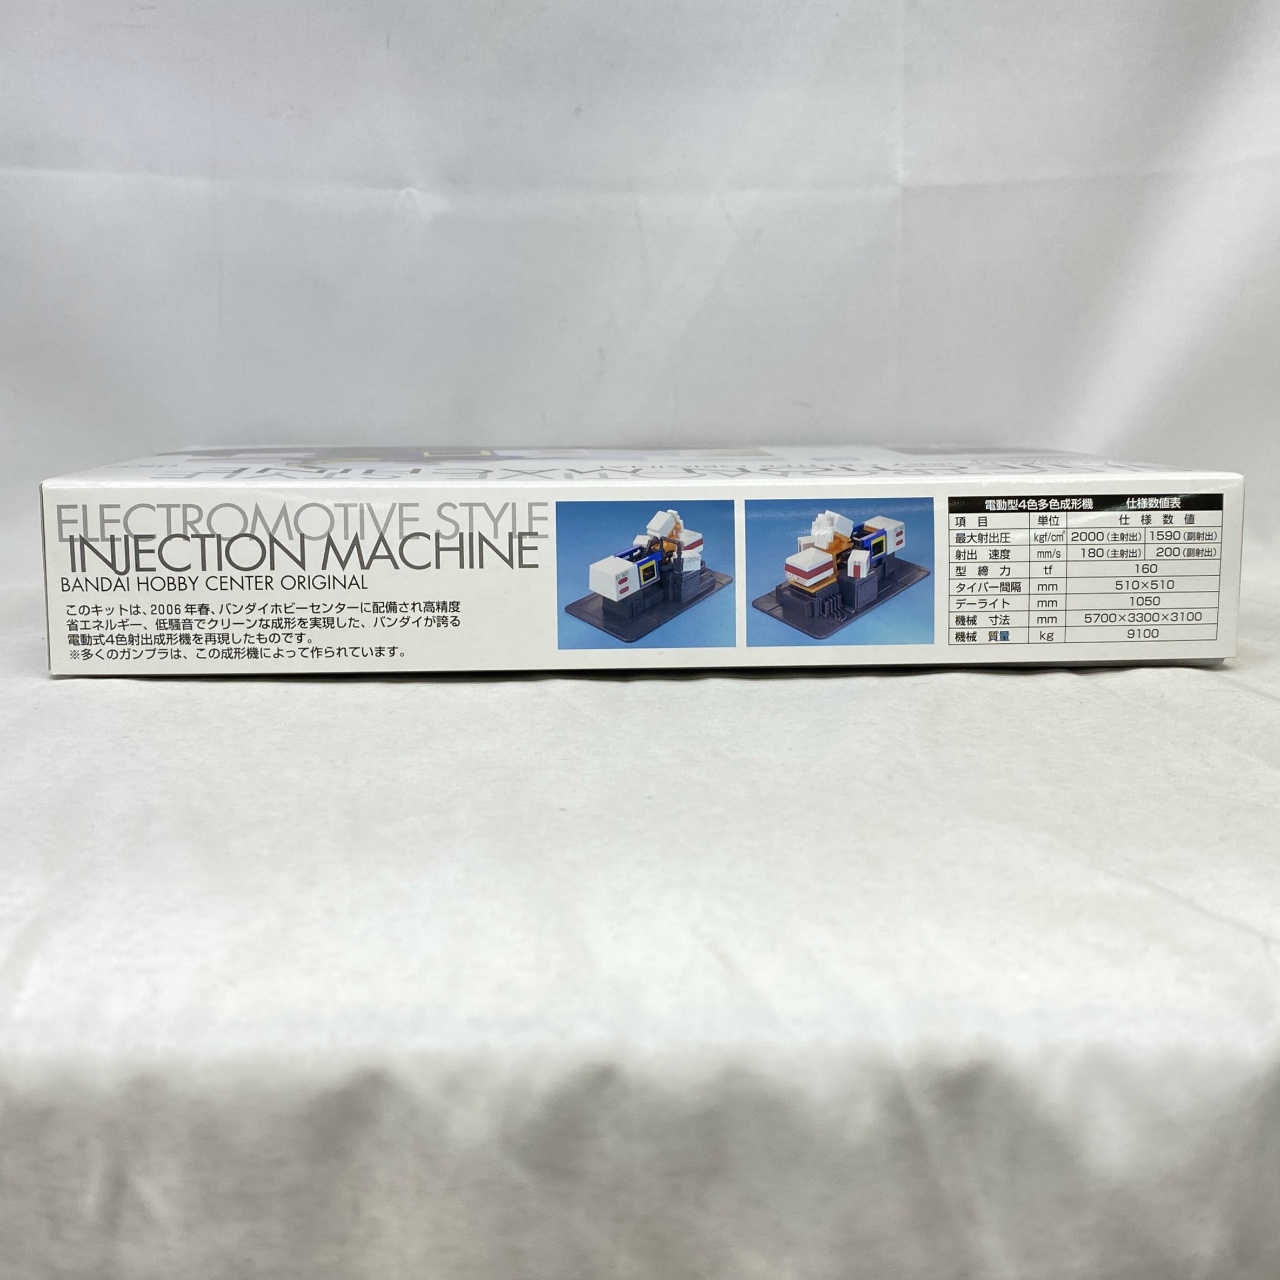 ELECTROMOTIVE STYLE
INJECTION MACHINE
BANDAI HOBBY CENTER ORIGINAL
このキットは、2006年春、バンダイホビーセンターに配備され高精度
省エネルギー、低騒音でクリーンな成形を実現した、バンダイが誇る
電動式4色射出成形機を再現したものです。
※多くのガンプラは、この成形機によって作られています。
電動型4色多色成形機 仕様数値表
項目 単位 仕様数値
最大射出圧 kgf/cm² 2000(主射出) 1590(副射出)
射出 速度 mm/s 180(主射出) 200(副射出)
型締力 tf 160
タイバー間隔 mm 510×510
デーライト mm 1050
機械 寸法 mm 5700×3300×3100
機械 質量 kg 9100